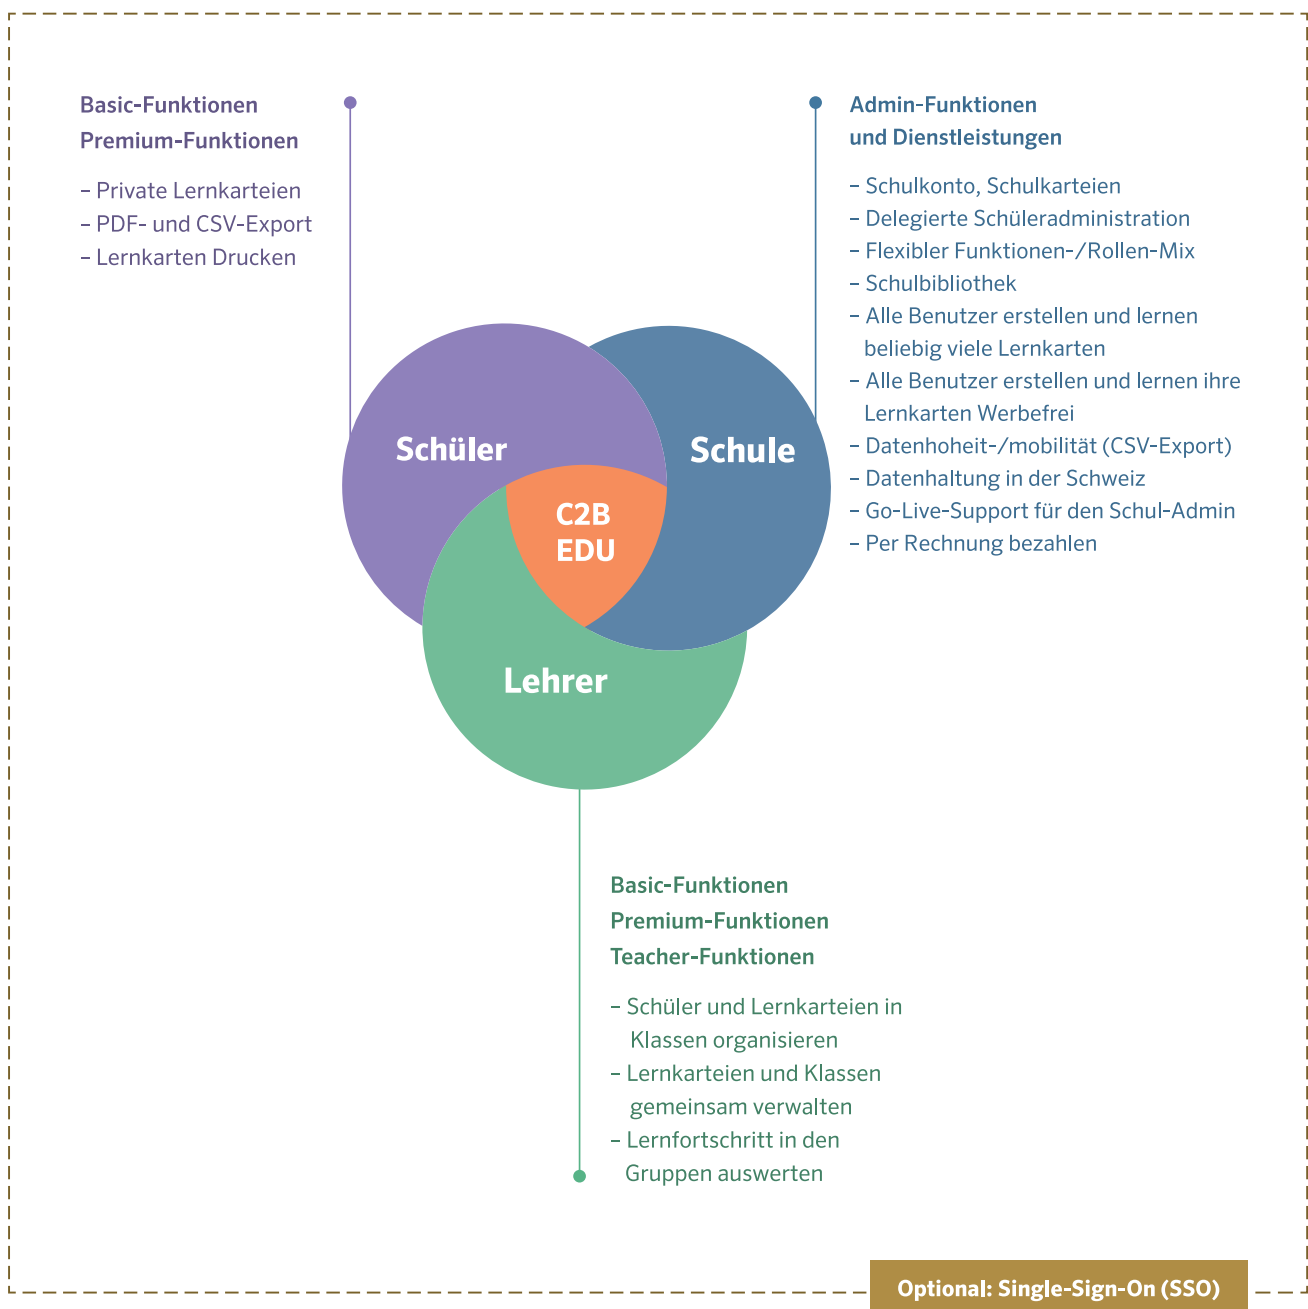 Basic-Funktionen
Premium-Funktionen
– Private Lernkarteien
– PDF- und CSV-Export
– Lernkarten Drucken
Admin-Funktionen
und Dienstleistungen
– Schulkonto, Schulkarteien
– Delegierte Schüleradministration
– Flexibler Funktionen-/Rollen-Mix
– Schulbibliothek
– Alle Benutzer erstellen und lernen
beliebig viele Lernkarten
– Alle Benutzer erstellen und lernen ihre
Lernkarten Werbefrei
– Datenhoheit-/mobilität (CSV-Export)
– Datenhaltung in der Schweiz
– Go-Live-Support für den Schul-Admin
– Per Rechnung bezahlen
Schüler
Schule
C2B
EDU
Lehrer
Basic-Funktionen
Premium-Funktionen
Teacher-Funktionen
– Schüler und Lernkarteien in
Klassen organisieren
– Lernkarteien und Klassen
gemeinsam verwalten
– Lernfortschritt in den
Gruppen auswerten
Optional: Single-Sign-On (SSO)